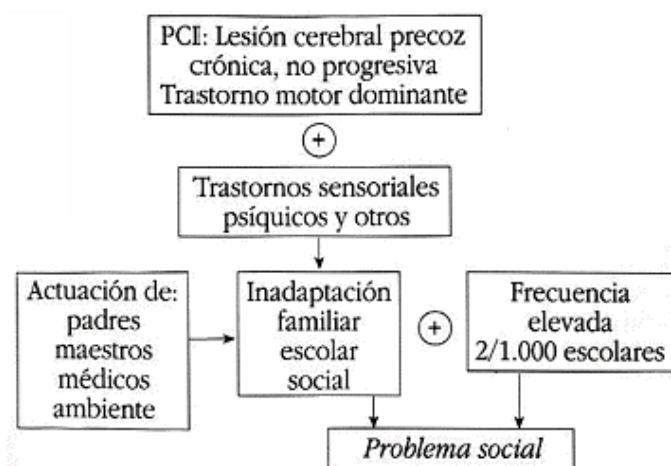 PCI: Lesión cerebral precoz
crónica, no progresiva
Trastorno motor dominante
+
Trastornos sensoriales
psíquicos y otros
Actuación de:
padres
maestros
médicos
ambiente
Inadaptación
familiar
escolar
social
+
Frecuencia
elevada
2/1.000 escolares
Problema social